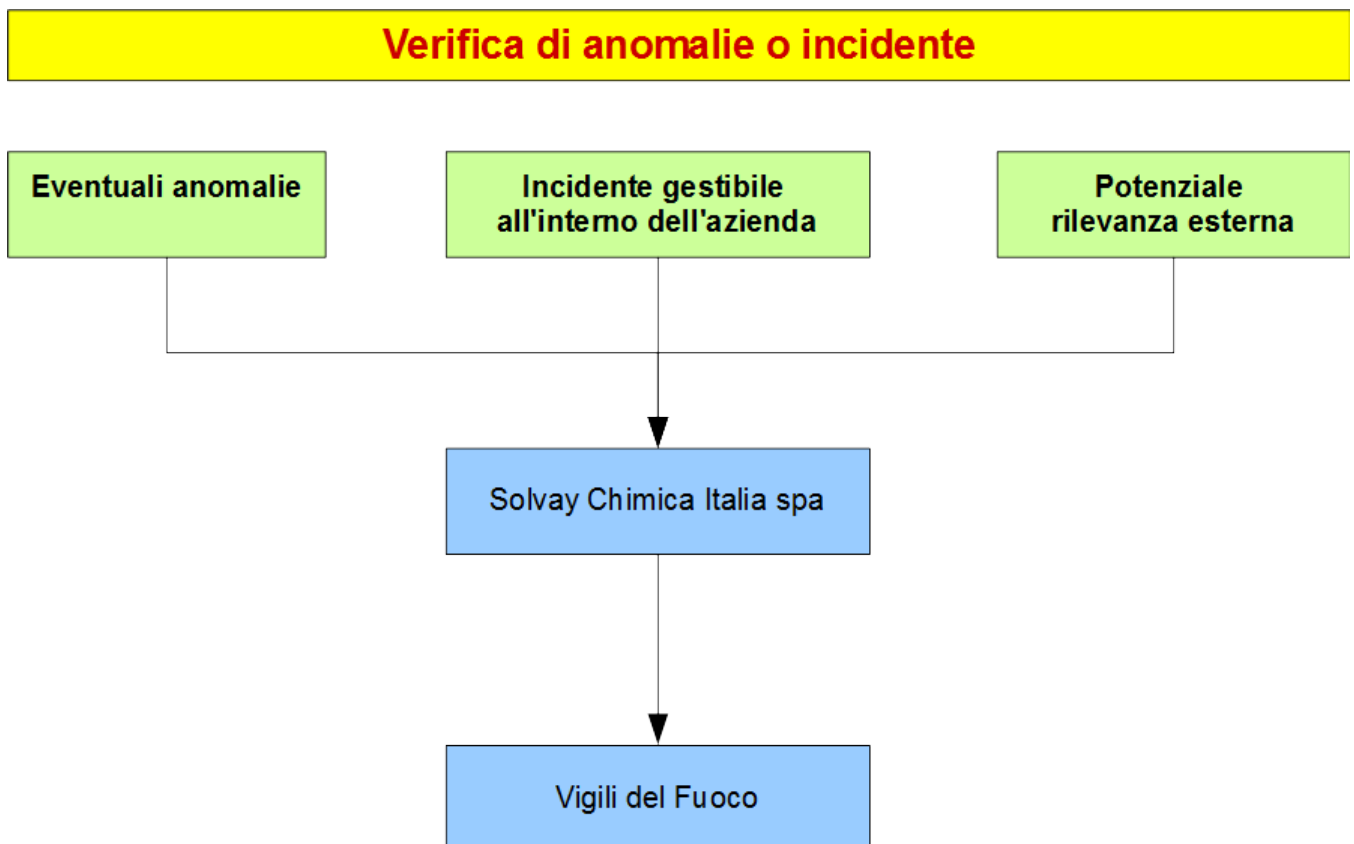 Verifica di anomalie o incidente
Eventuali anomalie
Incidente gestibile
all'interno dell'azienda
Potenziale
rilevanza esterna
Solvay Chimica Italia spa
Vigili del Fuoco